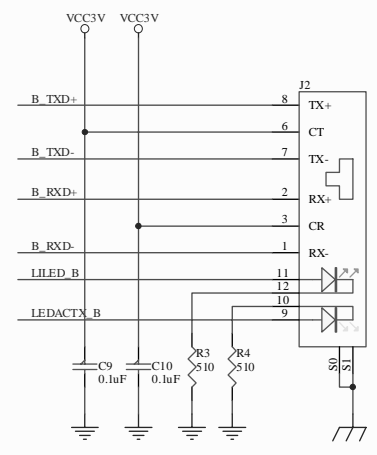 VCC3V VCC3V
J2
B_TXD+ 8 TX+
6 CT
B_TXD- 7 TX-
B_RXD+ 2 RX+
3 CR
B_RXD- 1 RX-
LILED_B 11
12
10
LEDACTX_B 9
C9 0.1uF
C10 0.1uF
R3 510
R4 510
S0
S1